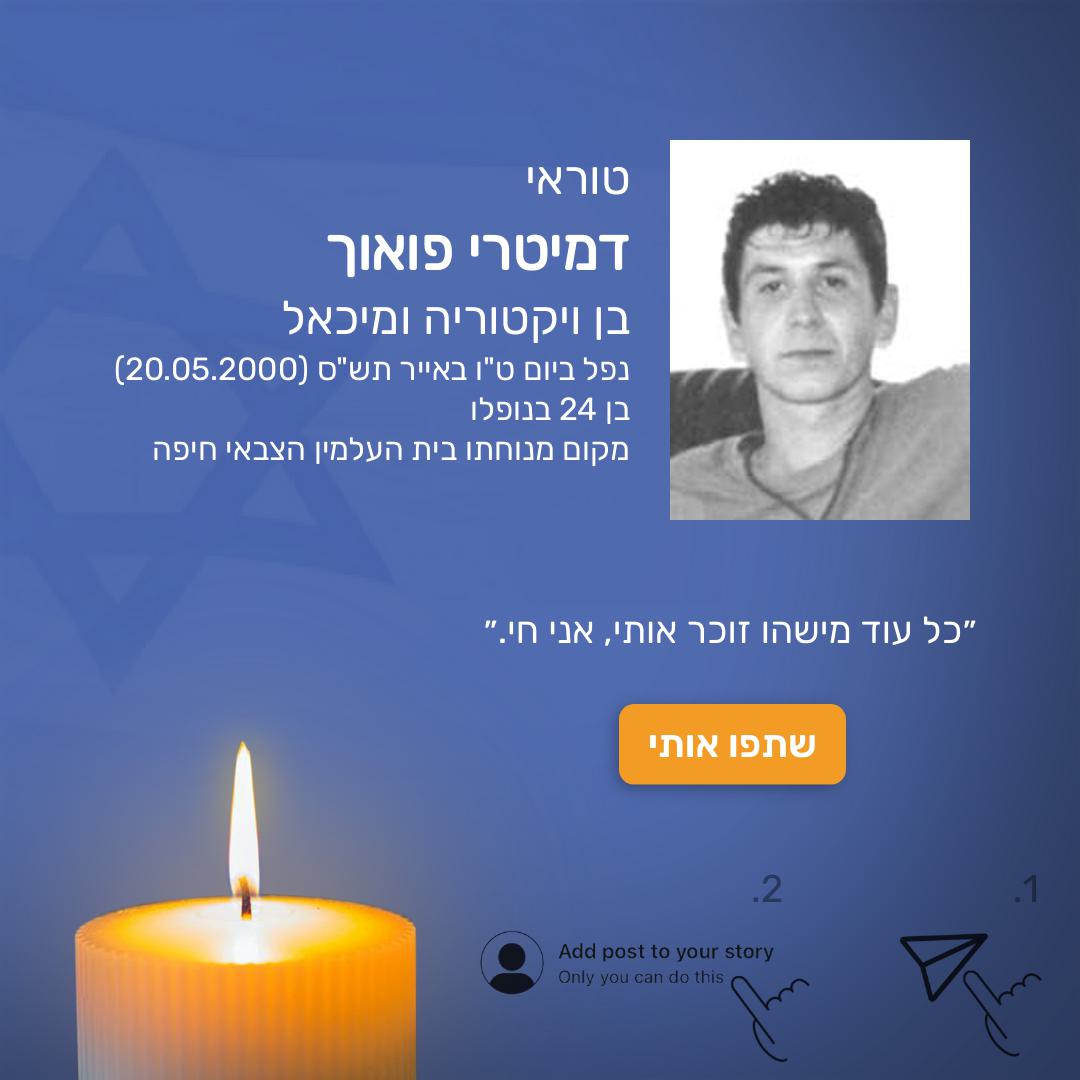 טוראי
דמיטרי פואוך
בן ויקטוריה ומיכאל
נפל ביום ט"ו באייר תש"ס (20.05.2000)
בן 24 בנופלו
מקום מנוחתו בית העלמין הצבאי חיפה
״כל עוד מישהו זוכר אותי, אני חי.״
שתפו אותי
1.
2.
Add post to your story
Only you can do this